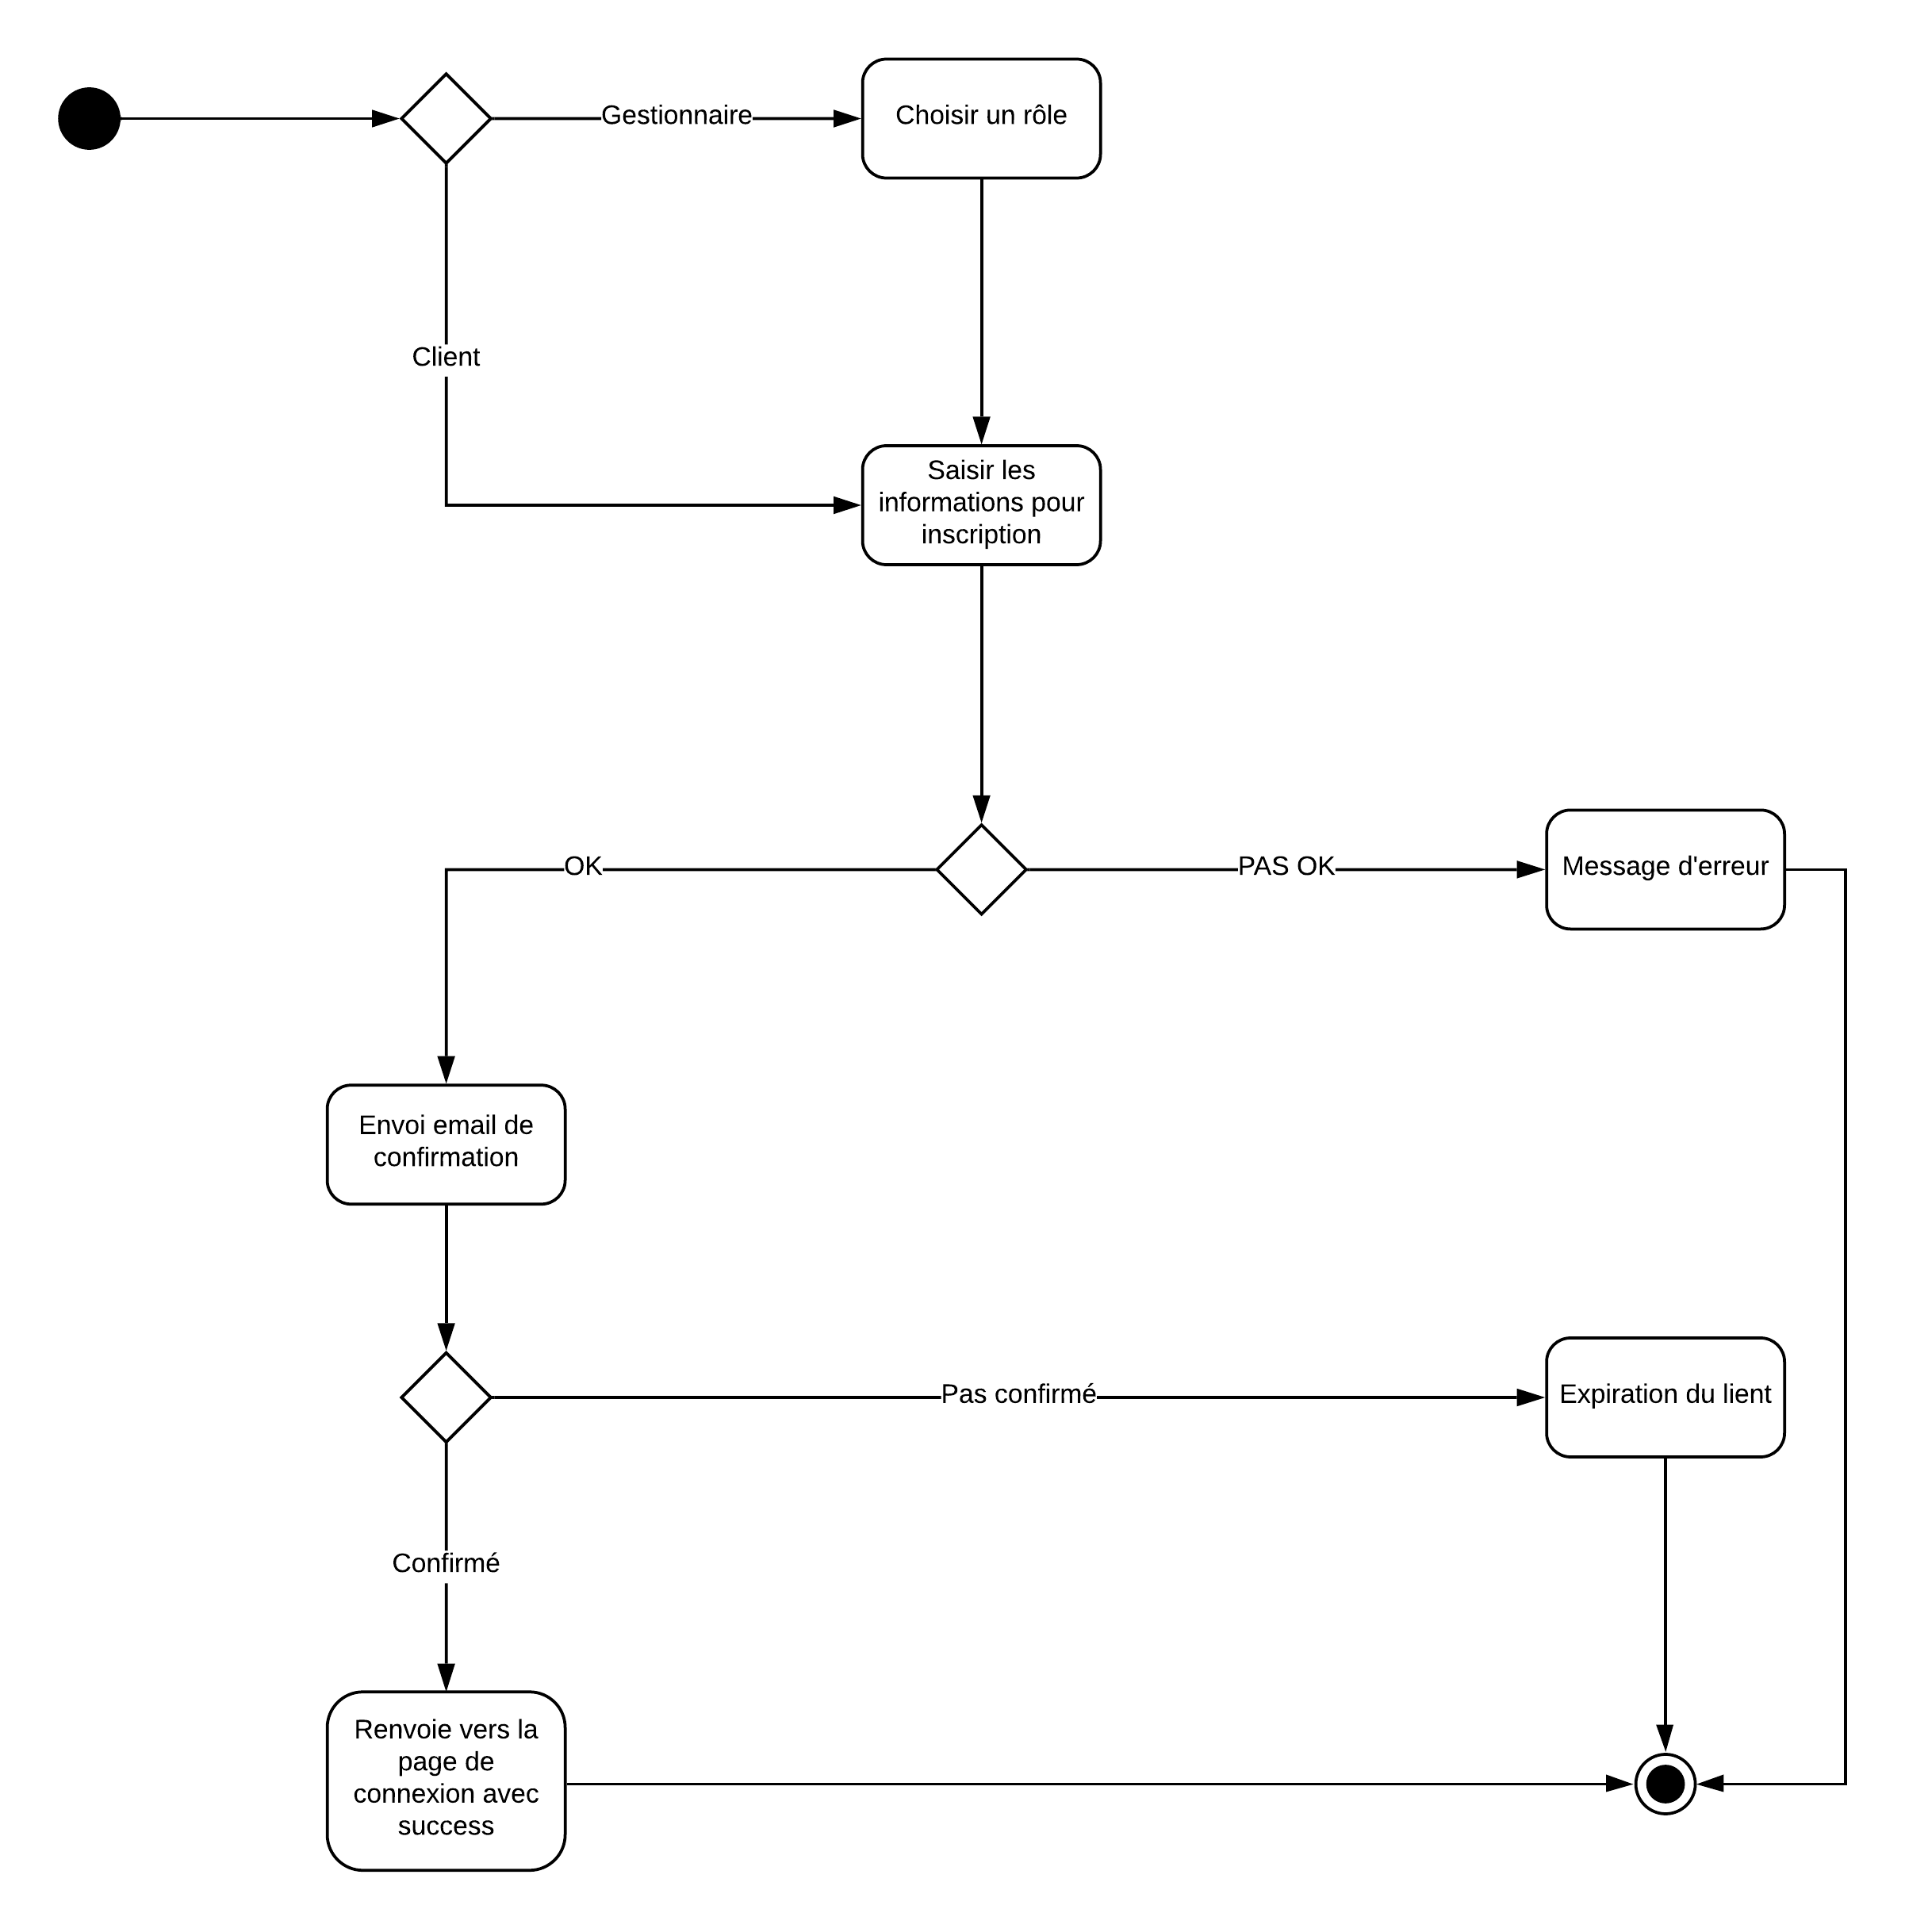 Gestionnaire
Choisir un rôle
Client
Saisir les
informations pour
inscription
OK
PAS OK
Message d'erreur
Envoi email de
confirmation
Pas confirmé
Expiration du lient
Confirmé
Renvoie vers la
page de
connexion avec
success